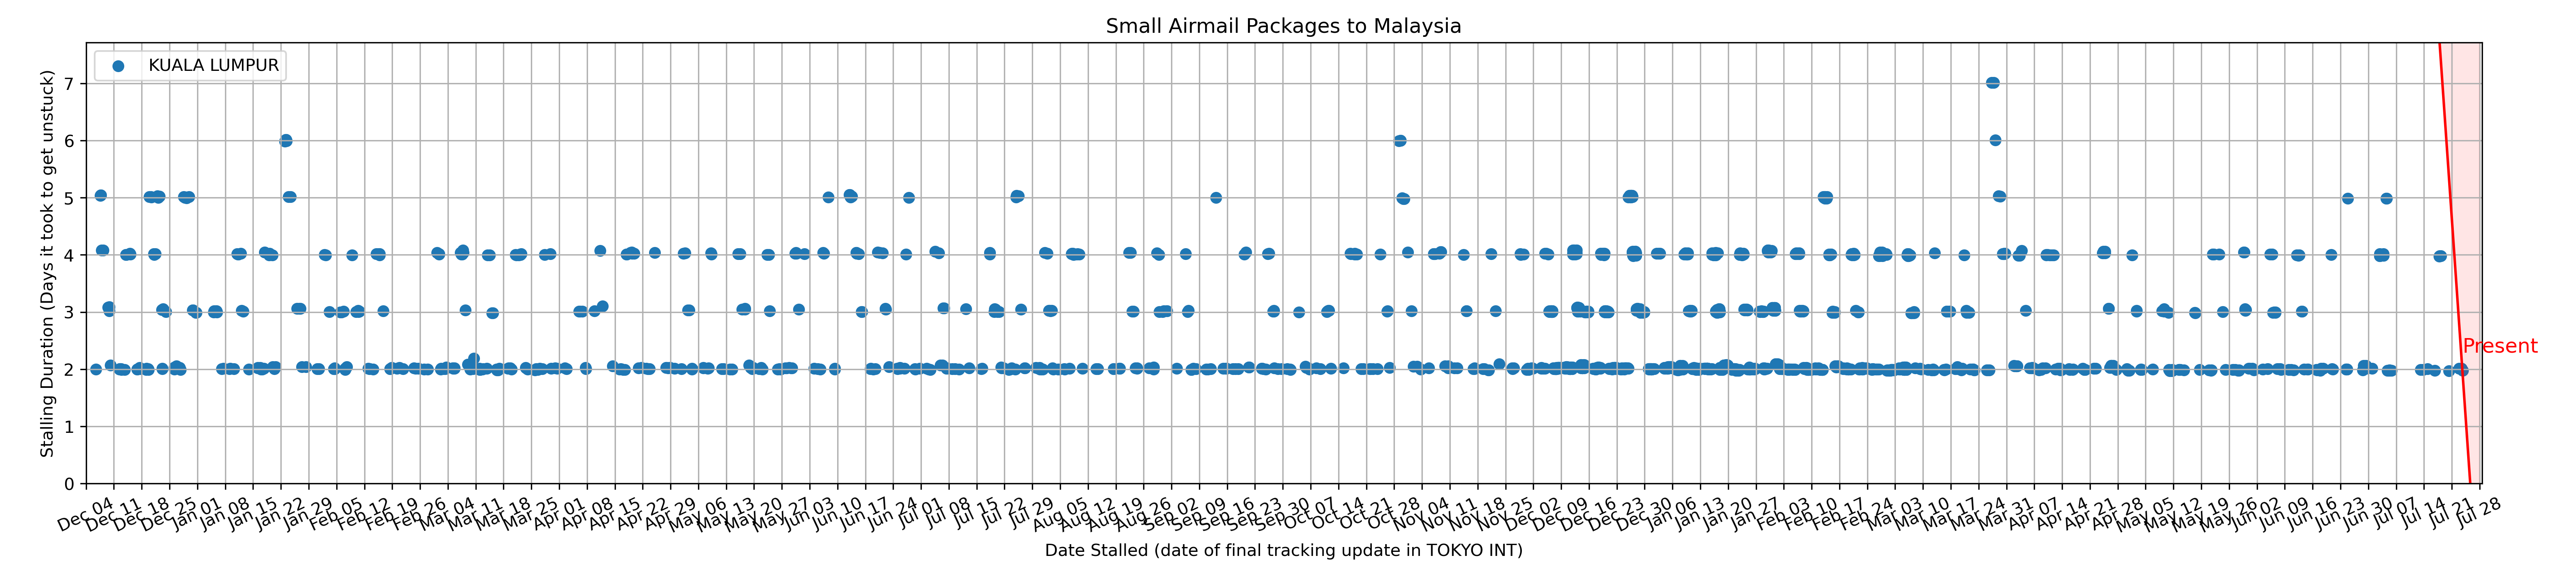 Small Airmail Packages to Malaysia
KUALA LUMPUR
Stalling Duration (Days it took to get unstuck)
7
6
5
4
3
2
1
0
Present
Dec 04
Dec 11
Dec 18
Dec 25
Jan 01
Jan 08
Jan 15
Jan 22
Jan 29
Feb 05
Feb 12
Feb 19
Feb 26
Mar 04
Mar 11
Mar 18
Mar 25
Apr 01
Apr 08
Apr 15
Apr 22
Apr 29
May 06
May 13
May 20
May 27
Jun 03
Jun 10
Jun 17
Jun 24
Jul 01
Jul 08
Jul 15
Jul 22
Jul 29
Aug 05
Aug 12
Aug 19
Aug 26
Sep 02
Sep 09
Sep 16
Sep 23
Sep 30
Oct 07
Oct 14
Oct 21
Oct 28
Nov 04
Nov 11
Nov 18
Nov 25
Dec 02
Dec 09
Dec 16
Dec 23
Dec 30
Jan 06
Jan 13
Jan 20
Jan 27
Feb 03
Feb 10
Feb 17
Feb 24
Mar 03
Mar 10
Mar 17
Mar 24
Mar 31
Apr 07
Apr 14
Apr 21
Apr 28
May 05
May 12
May 19
May 26
Jun 02
Jun 09
Jun 16
Jun 23
Jun 30
Jul 07
Jul 14
Jul 21
Jul 28
Date Stalled (date of final tracking update in TOKYO INT)